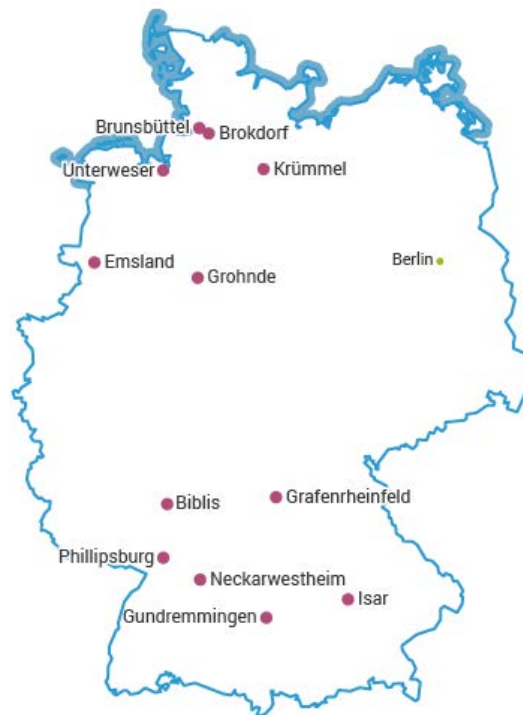 Brunsbüttel
Brokdorf
Unterweser
Krümmel
Emsland
Grohnde
Berlin
Biblis
Grafenrheinfeld
Phillipsburg
Neckarwestheim
Isar
Gundremmingen